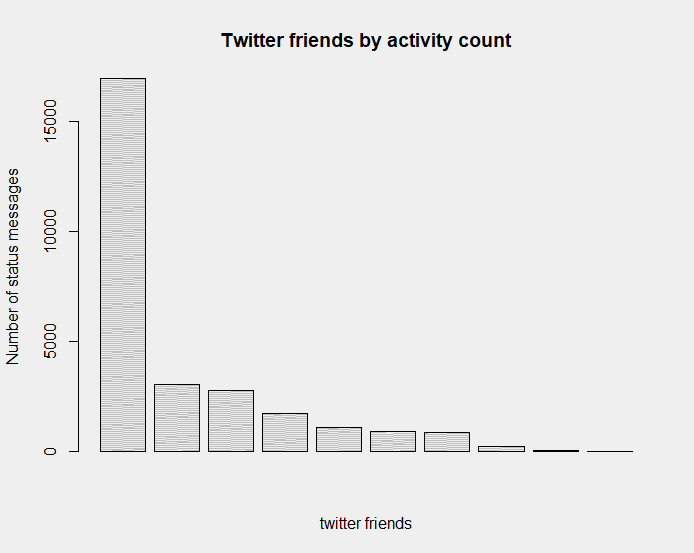 Twitter friends by activity count
Number of status messages
15000
10000
5000
0
twitter friends